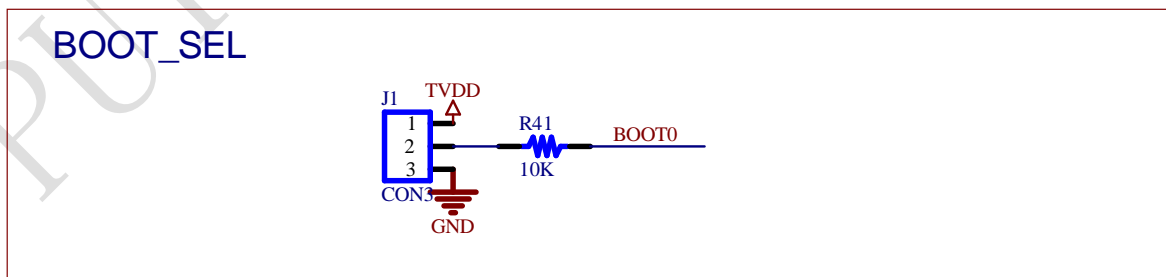 BOOT_SEL
TVDD
J1
1
R41
BOOT0
2
3
10K
CON3
GND